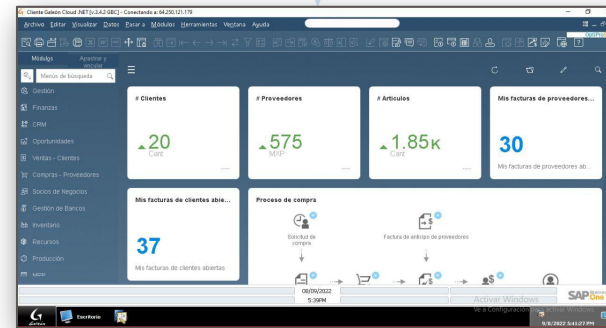 Cliente Galeón Cloud .NET [v.3.4.2 GBC] - Conectando a: 64.250.121.179
Archivo Editar Visualizar Datos Pasar a Módulos Herramientas Ventana Ayuda
Módulos
Arrastrar y vincular
Menús de búsqueda
Gestión
Finanzas
CRM
Oportunidades
Ventas - Clientes
Compras - Proveedores
Socios de Negocios
Gestión de Bancos
Inventario
Recursos
Producción
MRP
# Clientes
20
Cant
# Proveedores
575
MXP
# Artículos
1.85K
Cant
Mis facturas de proveedores...
30
Mis facturas de proveedores ab...
Mis facturas de clientes abie...
37
Mis facturas de clientes abiertas
Proceso de compra
Solicitud de compra
Factura de anticipo de proveedores
08/09/2022
5:39PM
Activar Windows
Ve a Configuración para activar Windows.
SAP
One
Escritorio
9/8/2022 5:41:27 PM